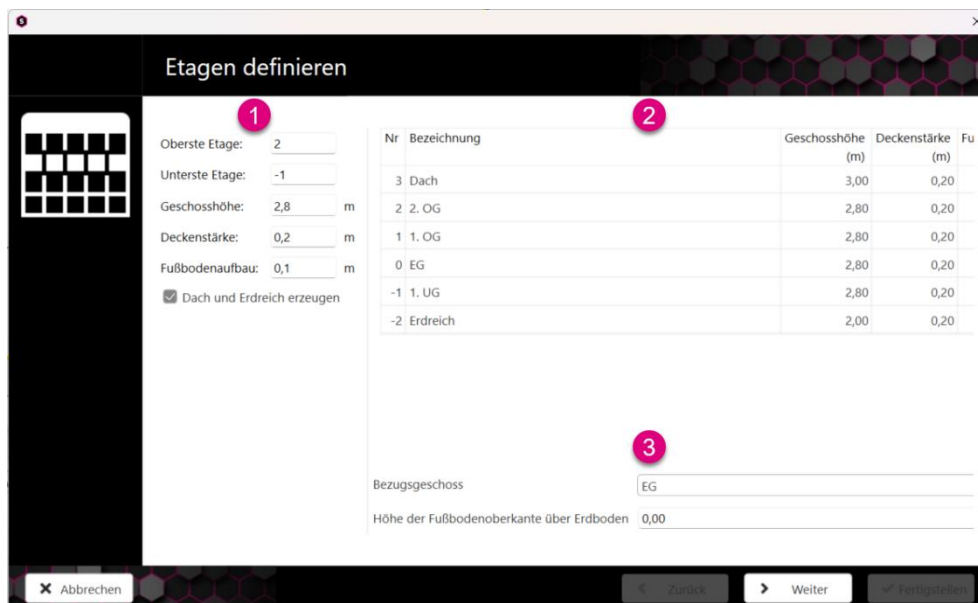 S
Etagen definieren
1
Oberste Etage: 2
Unterste Etage: -1
Geschosshöhe: 2,8 m
Deckenstärke: 0,2 m
Fußbodenaufbau: 0,1 m
Dach und Erdreich erzeugen
2
Nr Bezeichnung Geschosshöhe (m) Deckenstärke (m) Fu
3 Dach 3,00 0,20
2 2. OG 2,80 0,20
1 1. OG 2,80 0,20
0 EG 2,80 0,20
-1 1. UG 2,80 0,20
-2 Erdreich 2,00 0,20
3
Bezugsgeschoss EG
Höhe der Fußbodenoberkante über Erdboden 0,00
Abbrechen Zurück Weiter Fertigstellen